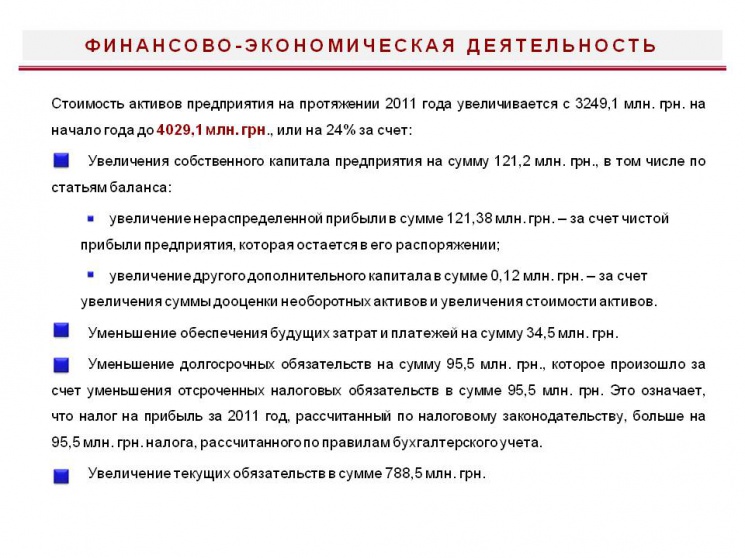 ФИНАНСОВО-ЭКОНОМИЧЕСКАЯ ДЕЯТЕЛЬНОСТЬ
Стоимость активов предприятия на протяжении 2011 года увеличивается с 3249,1 млн. грн. на
начало года до 4029,1 млн. грн., или на 24% за счет:
Увеличения собственного капитала предприятия на сумму 121,2 млн. грн., в том числе по
статьям баланса:
увеличение нераспределенной прибыли в сумме 121,38 млн. грн. – за счет чистой
прибыли предприятия, которая остается в его распоряжении;
увеличение другого дополнительного капитала в сумме 0,12 млн. грн. – за счет
увеличения суммы дооценки необоротных активов и увеличения стоимости активов.
Уменьшение обеспечения будущих затрат и платежей на сумму 34,5 млн. грн.
Уменьшение долгосрочных обязательств на сумму 95,5 млн. грн., которое произошло за
счет уменьшения отсроченных налоговых обязательств в сумме 95,5 млн. грн. Это означает,
что налог на прибыль за 2011 год, рассчитанный по налоговому законодательству, больше на
95,5 млн. грн. налога, рассчитанного по правилам бухгалтерского учета.
Увеличение текущих обязательств в сумме 788,5 млн. грн.